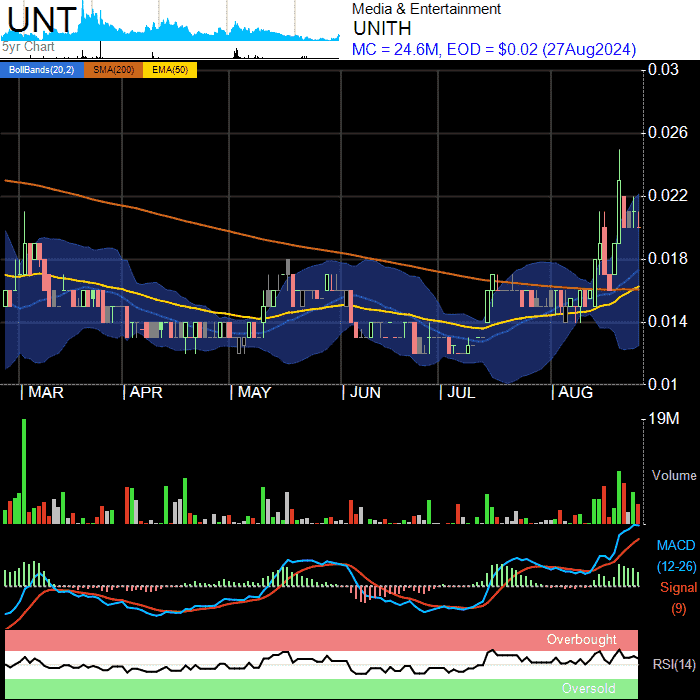 UNT
5yr Chart
Media & Entertainment
UNITH
MC = 24.6M, EOD = $0.02 (27Aug2024)
BollBands(20,2) SMA(200) EMA(50)
0.03
0.026
0.022
0.018
0.014
0.01
| MAR | APR | MAY | JUN | JUL | AUG
19M
Volume
MACD
(12-26)
Signal
(9)
Overbought
RSI(14)
Oversold